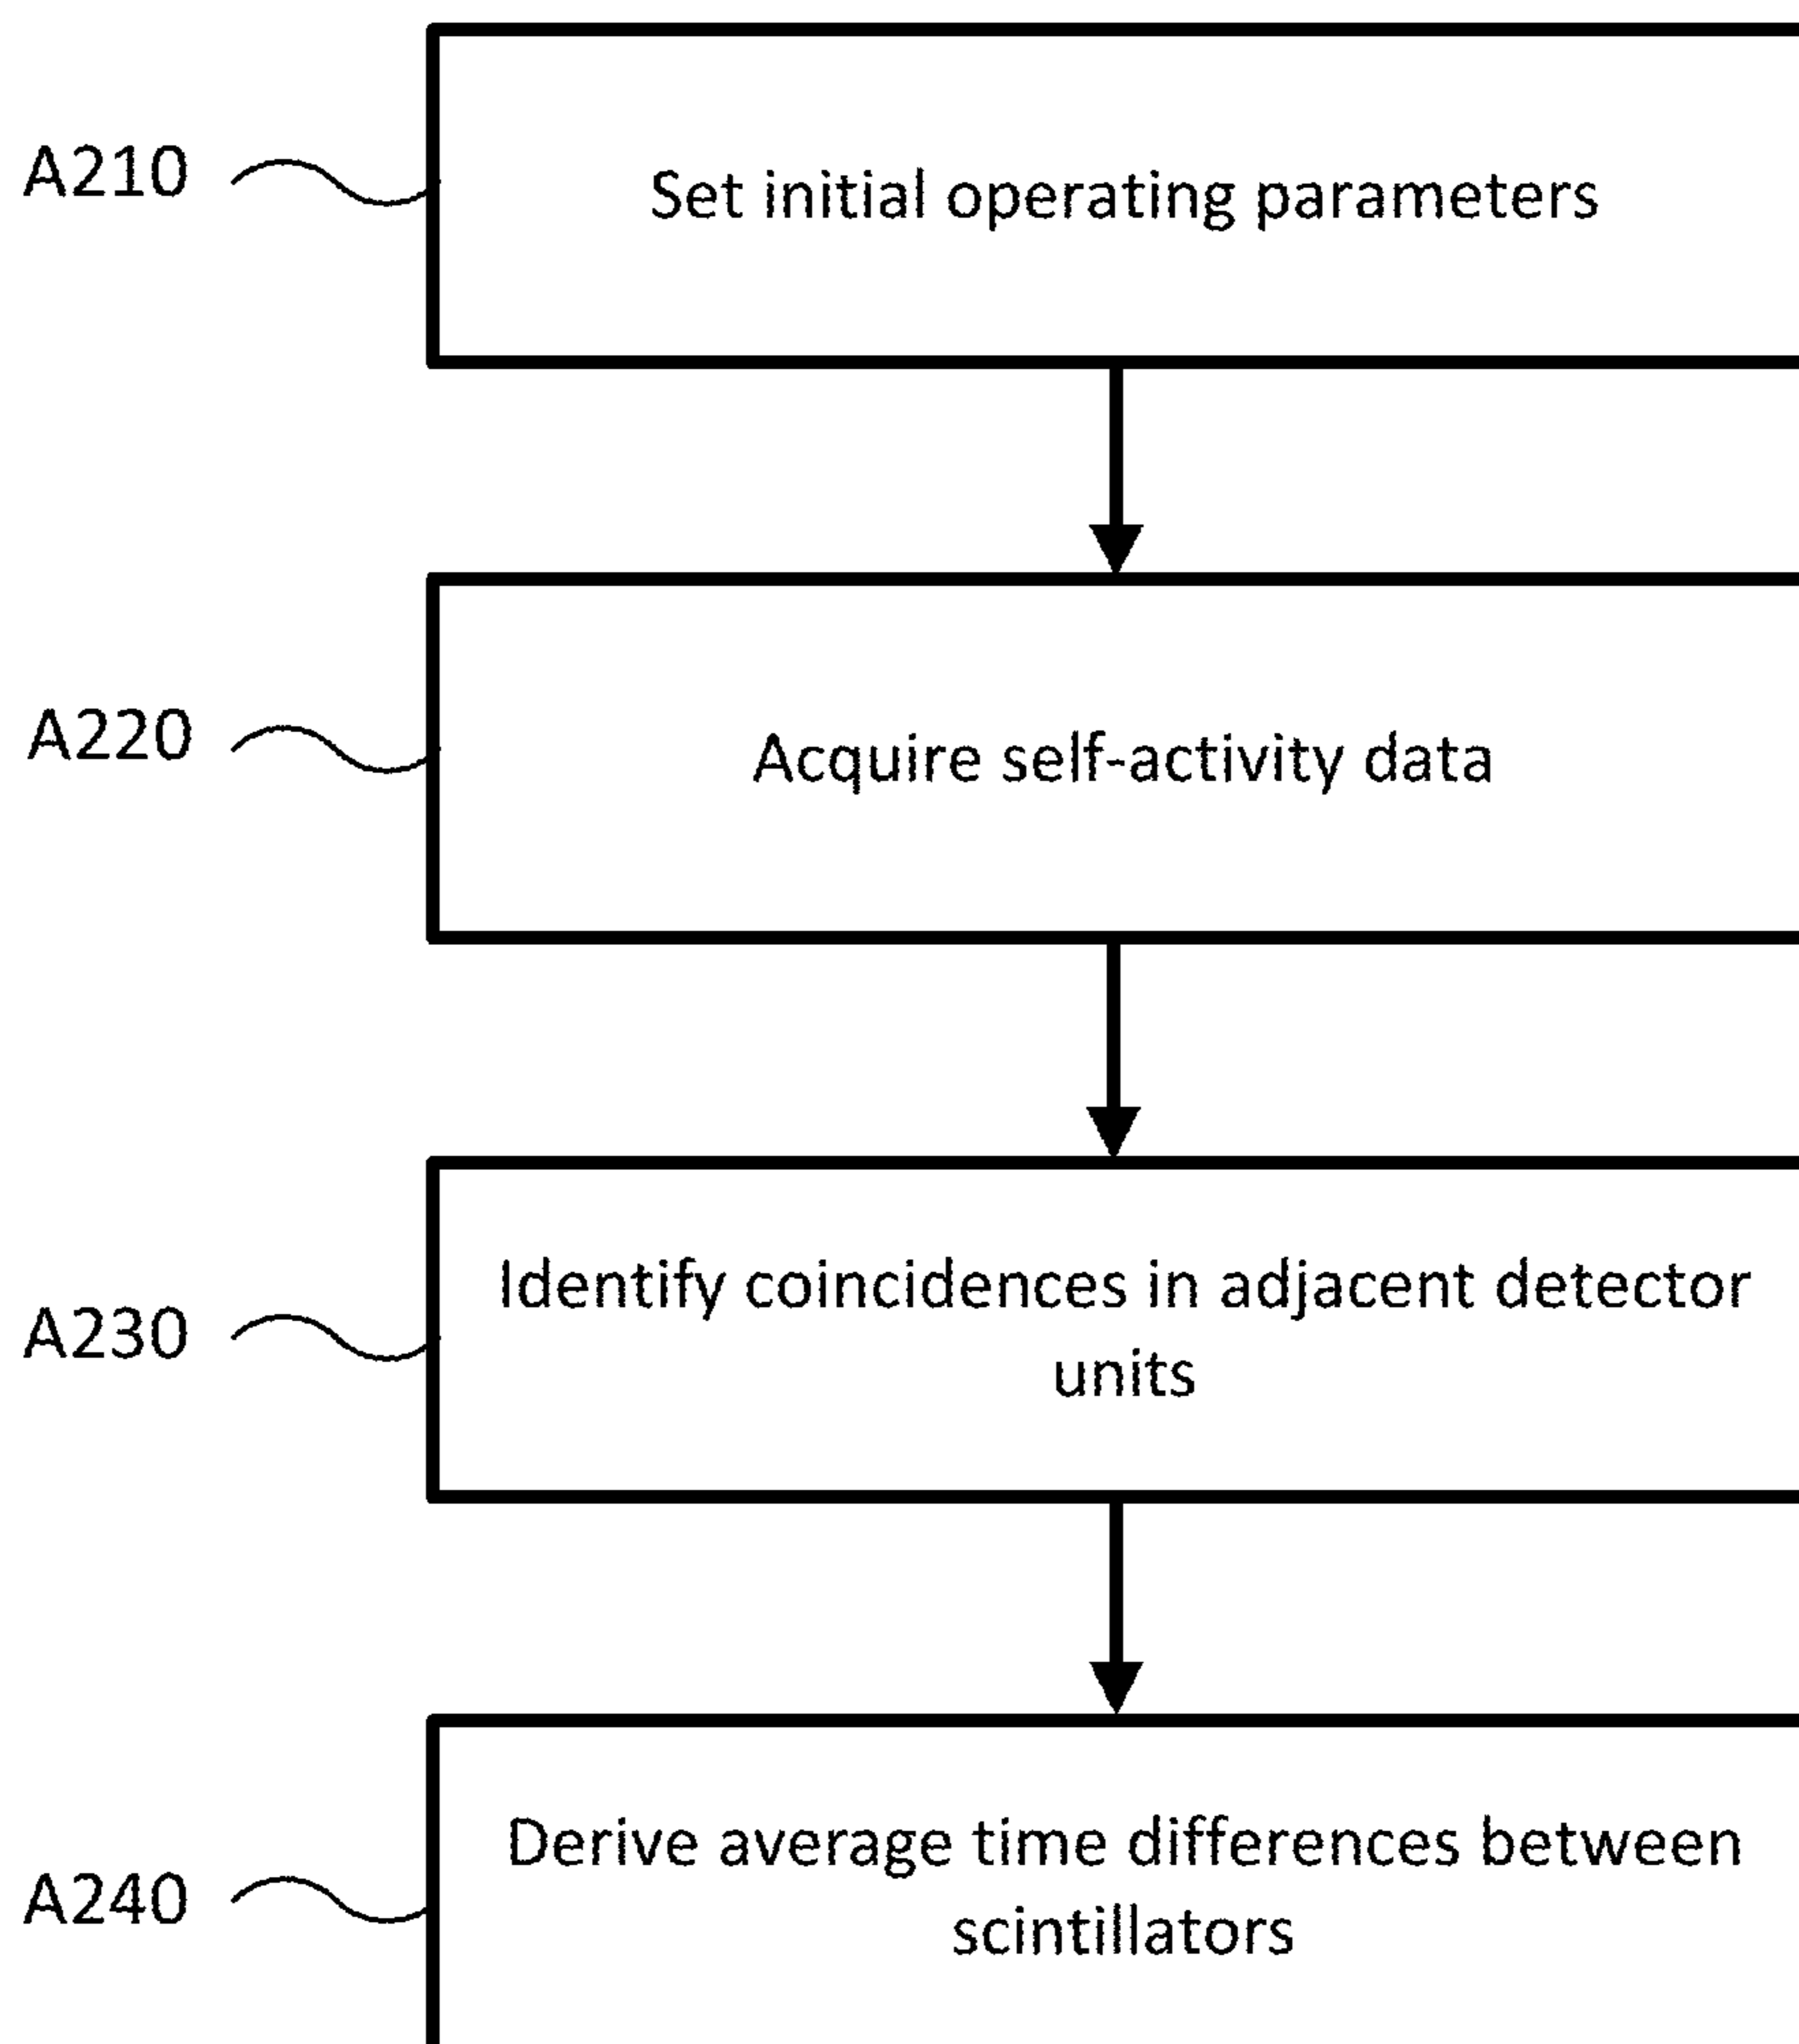 A210
Set initial operating parameters
A220
Acquire self-activity data
A230
Identify coincidences in adjacent detector
units
A240
Derive average time differences between
scintillators